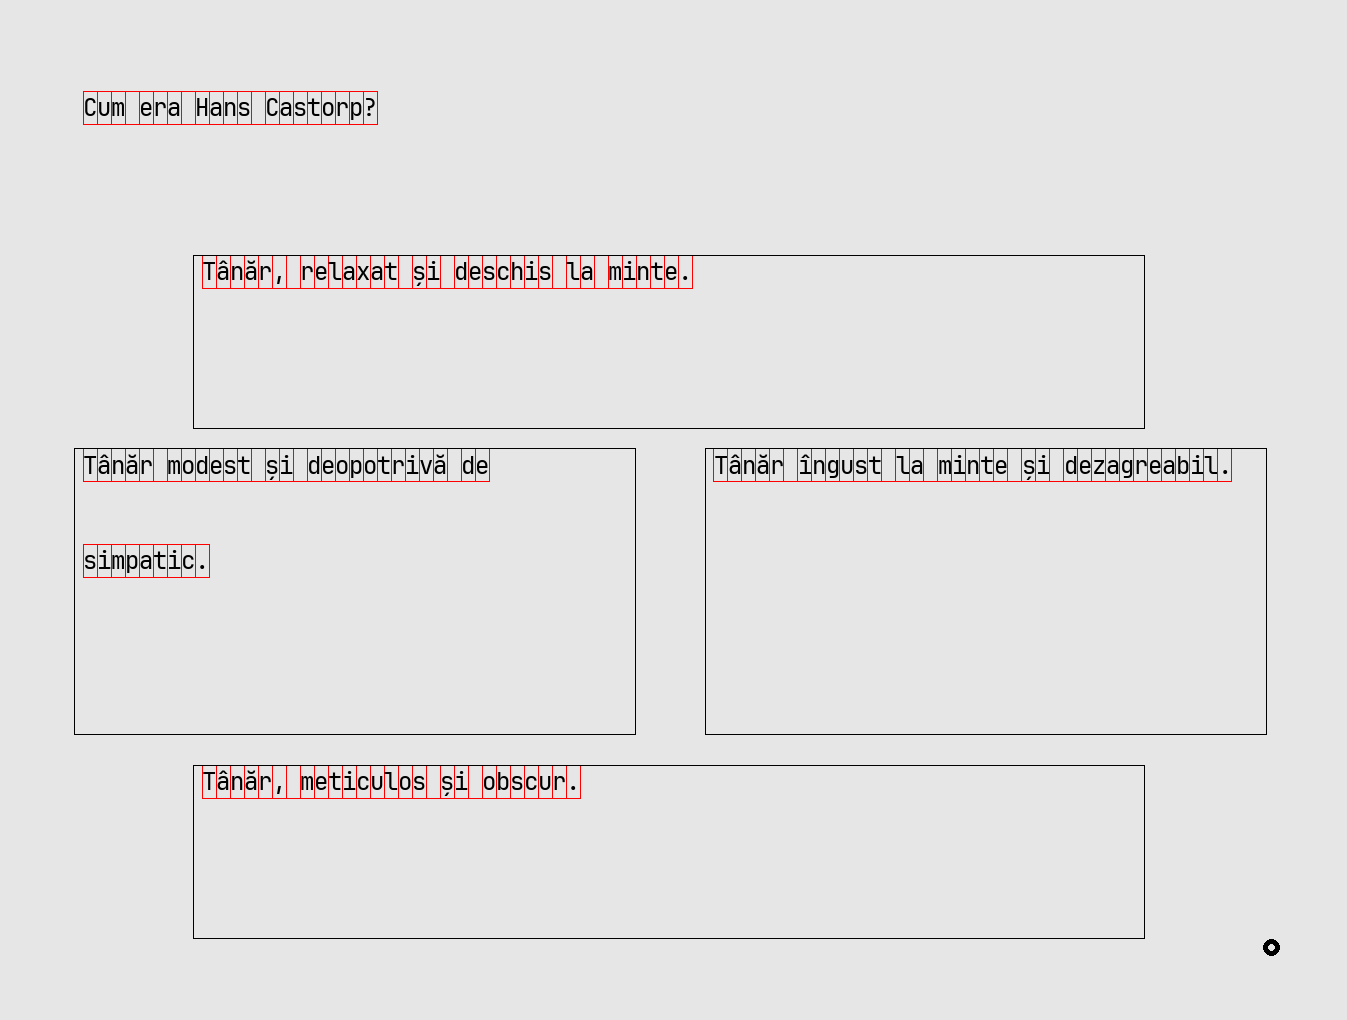 Cum era Hans Castorp?
Tânăr, relaxat și deschis la minte.
Tânăr modest și deopotrivă de
simpatic.
Tânăr îngust la minte și dezagreabil.
Tânăr, meticulos și obscur.